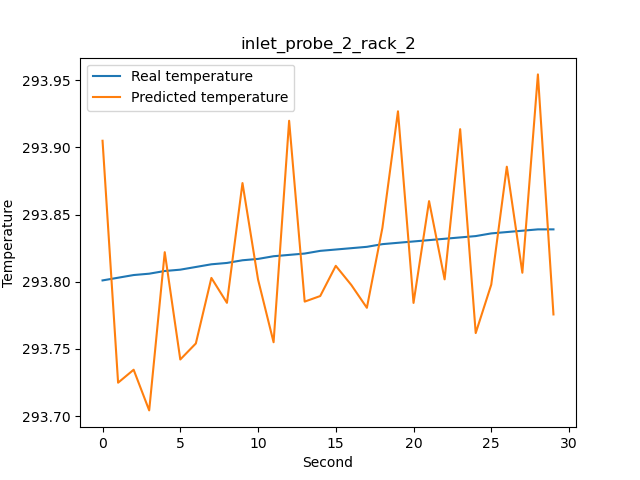 inlet_probe_2_rack_2
Real temperature
Predicted temperature
Temperature
293.95
293.90
293.85
293.80
293.75
293.70
0 5 10 15 20 25 30
Second